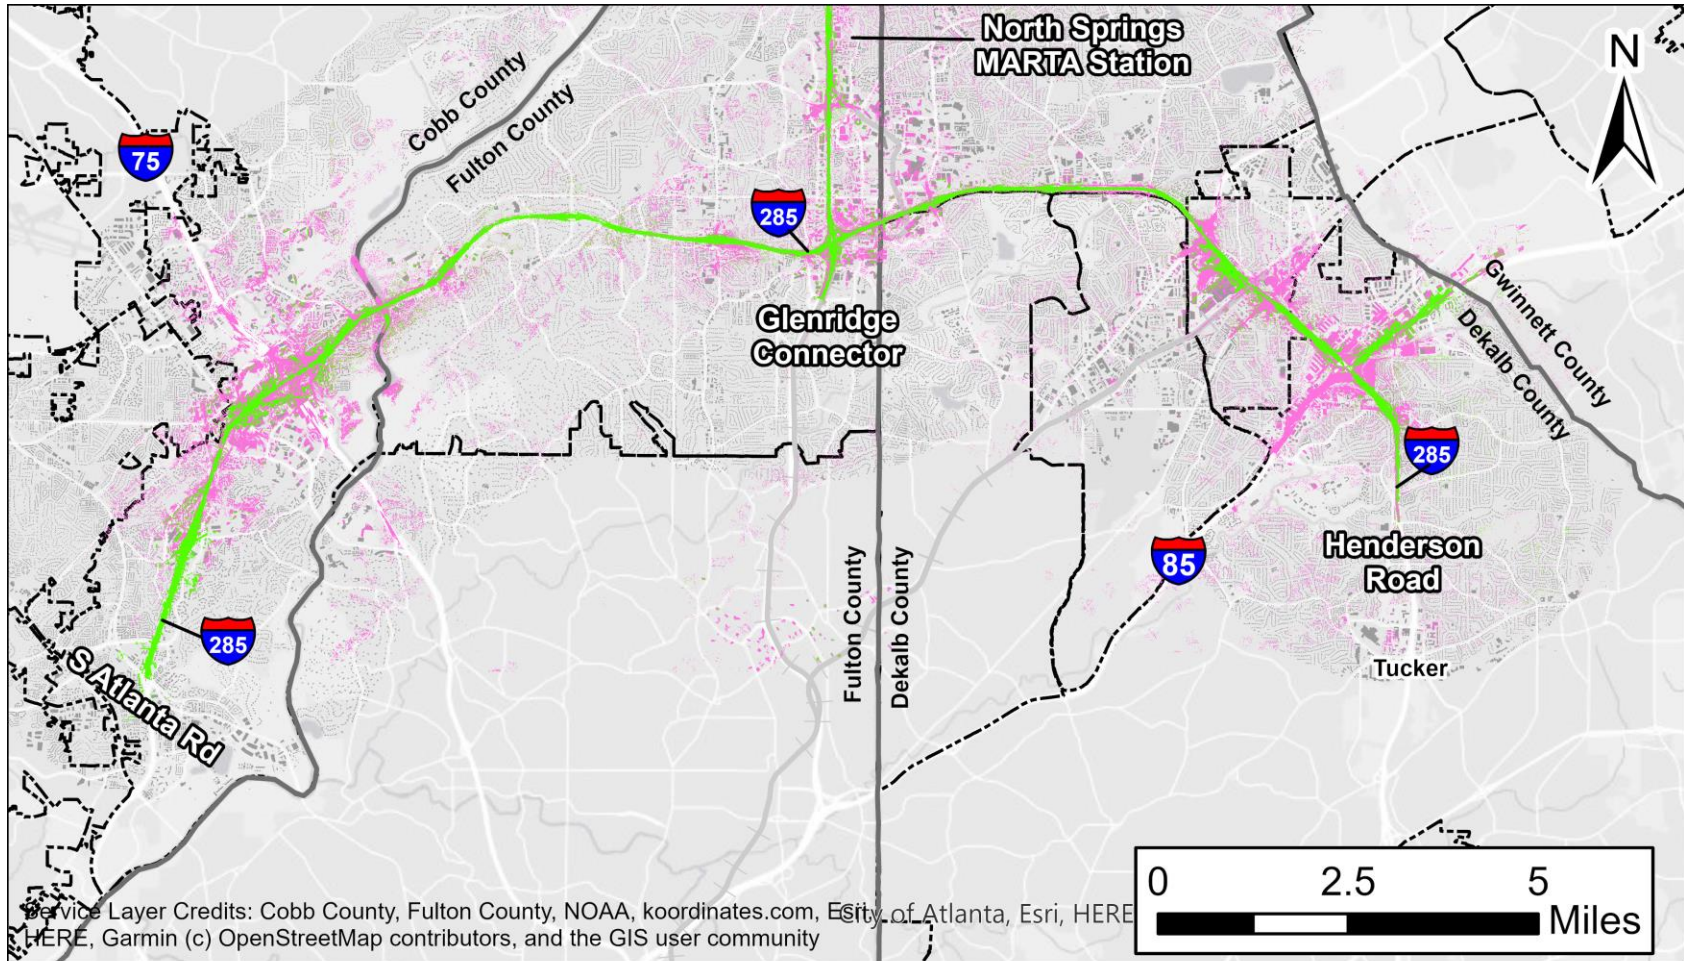 North Springs
MARTA Station
N
Cobb County
Fulton County
75
285
Glenridge
Connector
Gwinnett County
Dekalb County
285
Henderson
Road
85
Fulton County
Dekalb County
285
S Atlanta Rd
Tucker
0 2.5 5
Miles
Service Layer Credits: Cobb County, Fulton County, NOAA, koordinates.com, Esri,
HERE, Garmin (c) OpenStreetMap contributors, and the GIS user community
City of Atlanta, Esri, HERE